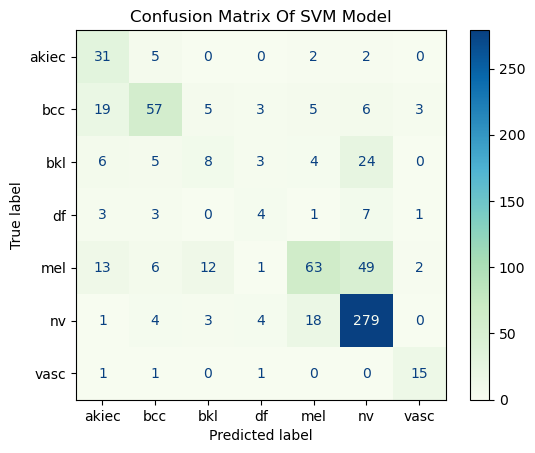 Confusion Matrix Of SVM Model
akiec 31 5 0 0 2 2 0
bcc 19 57 5 3 5 6 3
bkl 6 5 8 3 4 24 0
df 3 3 0 4 1 7 1
mel 13 6 12 1 63 49 2
nv 1 4 3 4 18 279 0
vasc 1 1 0 1 0 0 15
akiec bcc bkl df mel nv vasc
Predicted label
True label
250
200
150
100
50
0